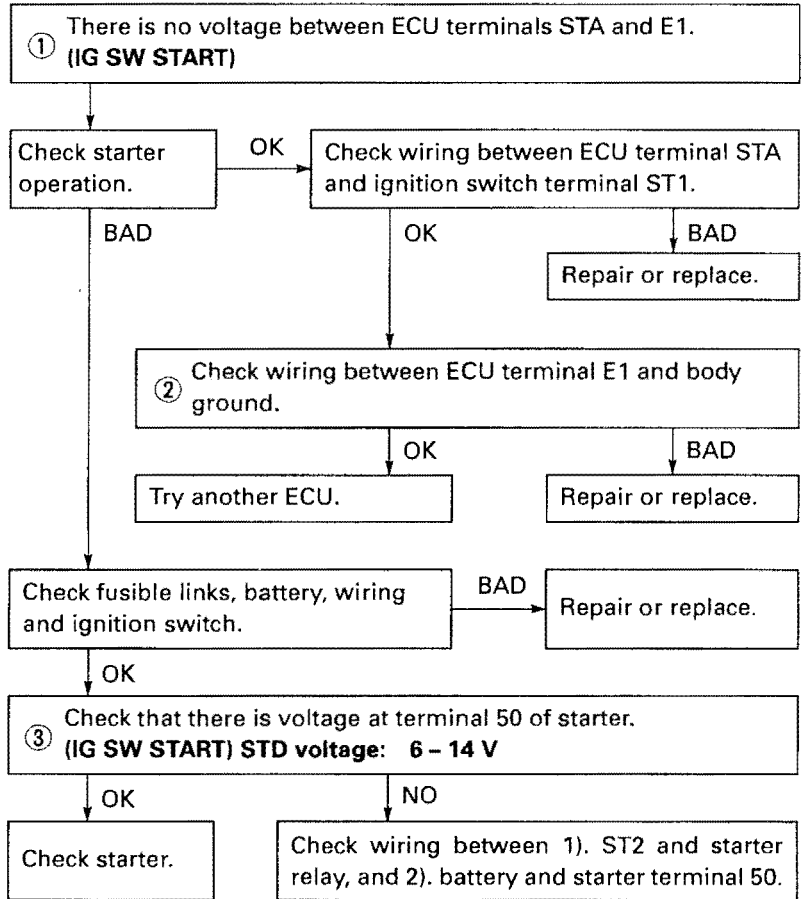 ① There is no voltage between ECU terminals STA and E1.
(IG SW START)
Check starter
operation.
OK
Check wiring between ECU terminal STA
and ignition switch terminal ST1.
BAD
OK
BAD
Repair or replace.
② Check wiring between ECU terminal E1 and body
ground.
OK
BAD
Try another ECU.
Repair or replace.
Check fusible links, battery, wiring
and ignition switch.
BAD
Repair or replace.
OK
③ Check that there is voltage at terminal 50 of starter.
(IG SW START) STD voltage: 6 – 14 V
OK
NO
Check starter.
Check wiring between 1). ST2 and starter
relay, and 2). battery and starter terminal 50.